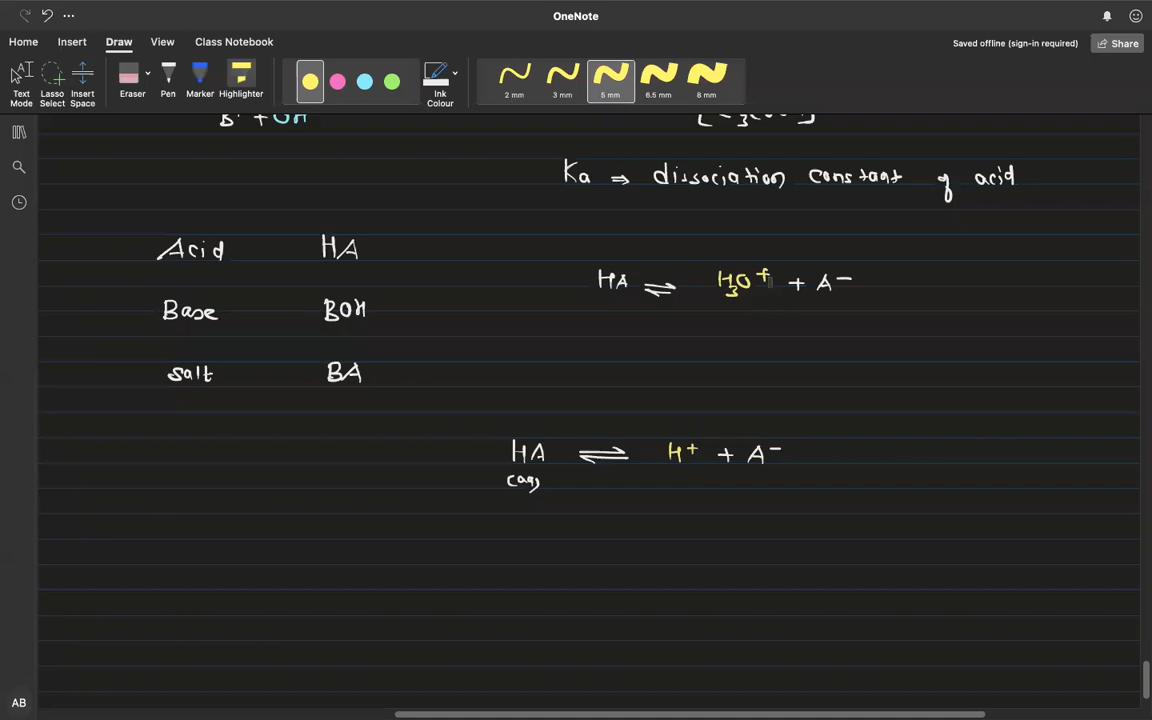 OneNote
Home Insert Draw View Class Notebook
Saved offline (sign-in required) Share
Text Mode Lasso Select Insert Space Eraser Pen Marker Highlighter Ink Colour 2 mm 3 mm 5 mm 6.5 mm 8 mm
B⁺ + OH
Ka ⇒ dissociation constant of acid
Acid HA
HA ⇌ H₃O⁺ + A⁻
Base BOH
salt BA
HA ⇌ H⁺ + A⁻
(aq)
AB